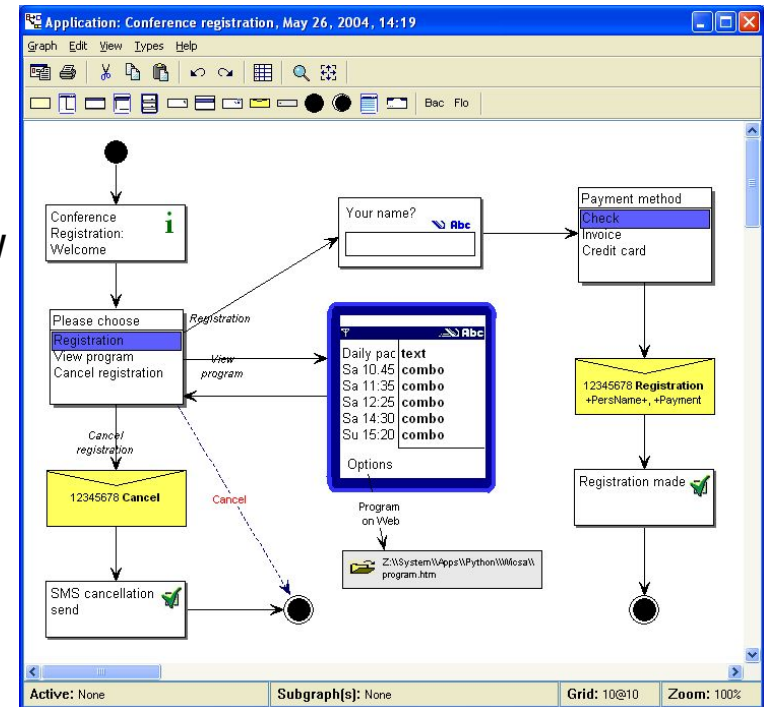 Application: Conference registration, May 26, 2004, 14:19
Graph Edit View Types Help
Bac Flo
Conference
Registration:
Welcome
i
Your name?
Abc
Payment method
Check
Invoice
Credit card
Please choose
Registration
View program
Cancel registration
Registration
View
program
Abc
Daily pac text
Sa 10.45 combo
Sa 11:35 combo
Sa 12:25 combo
Sa 14:30 combo
Su 15:20 combo
Options
12345678 Registration
+PersName+, +Payment
Cancel
registration
12345678 Cancel
Cancel
Program
on Web
Registration made
Z:\\System\\Apps\\Python\\Wicsa\\
program.htm
SMS cancellation
send
Active: None
Subgraph(s): None
Grid: 10@10
Zoom: 100%